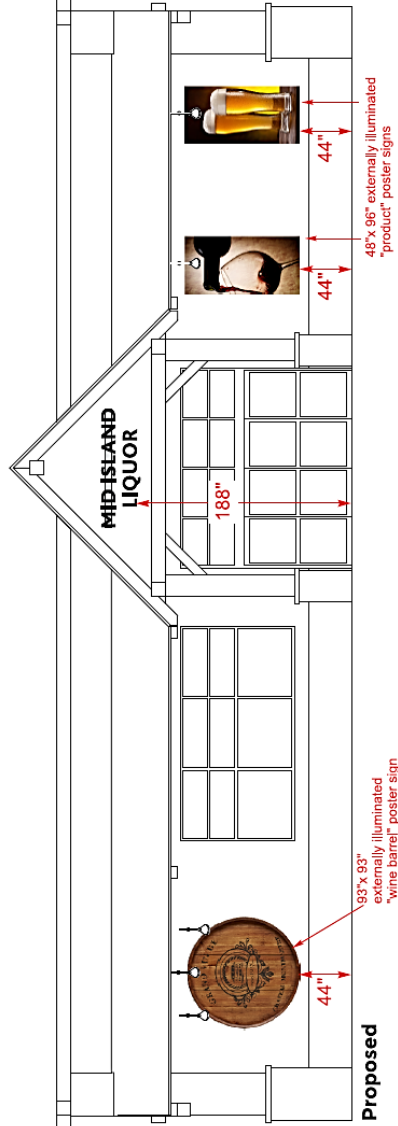 MID ISLAND
LIQUOR
188"
44"
44"
44"
93"x 93"
externally illuminated
"wine barrel" poster sign
48"x 96" externally illuminated
"product" poster signs
Proposed